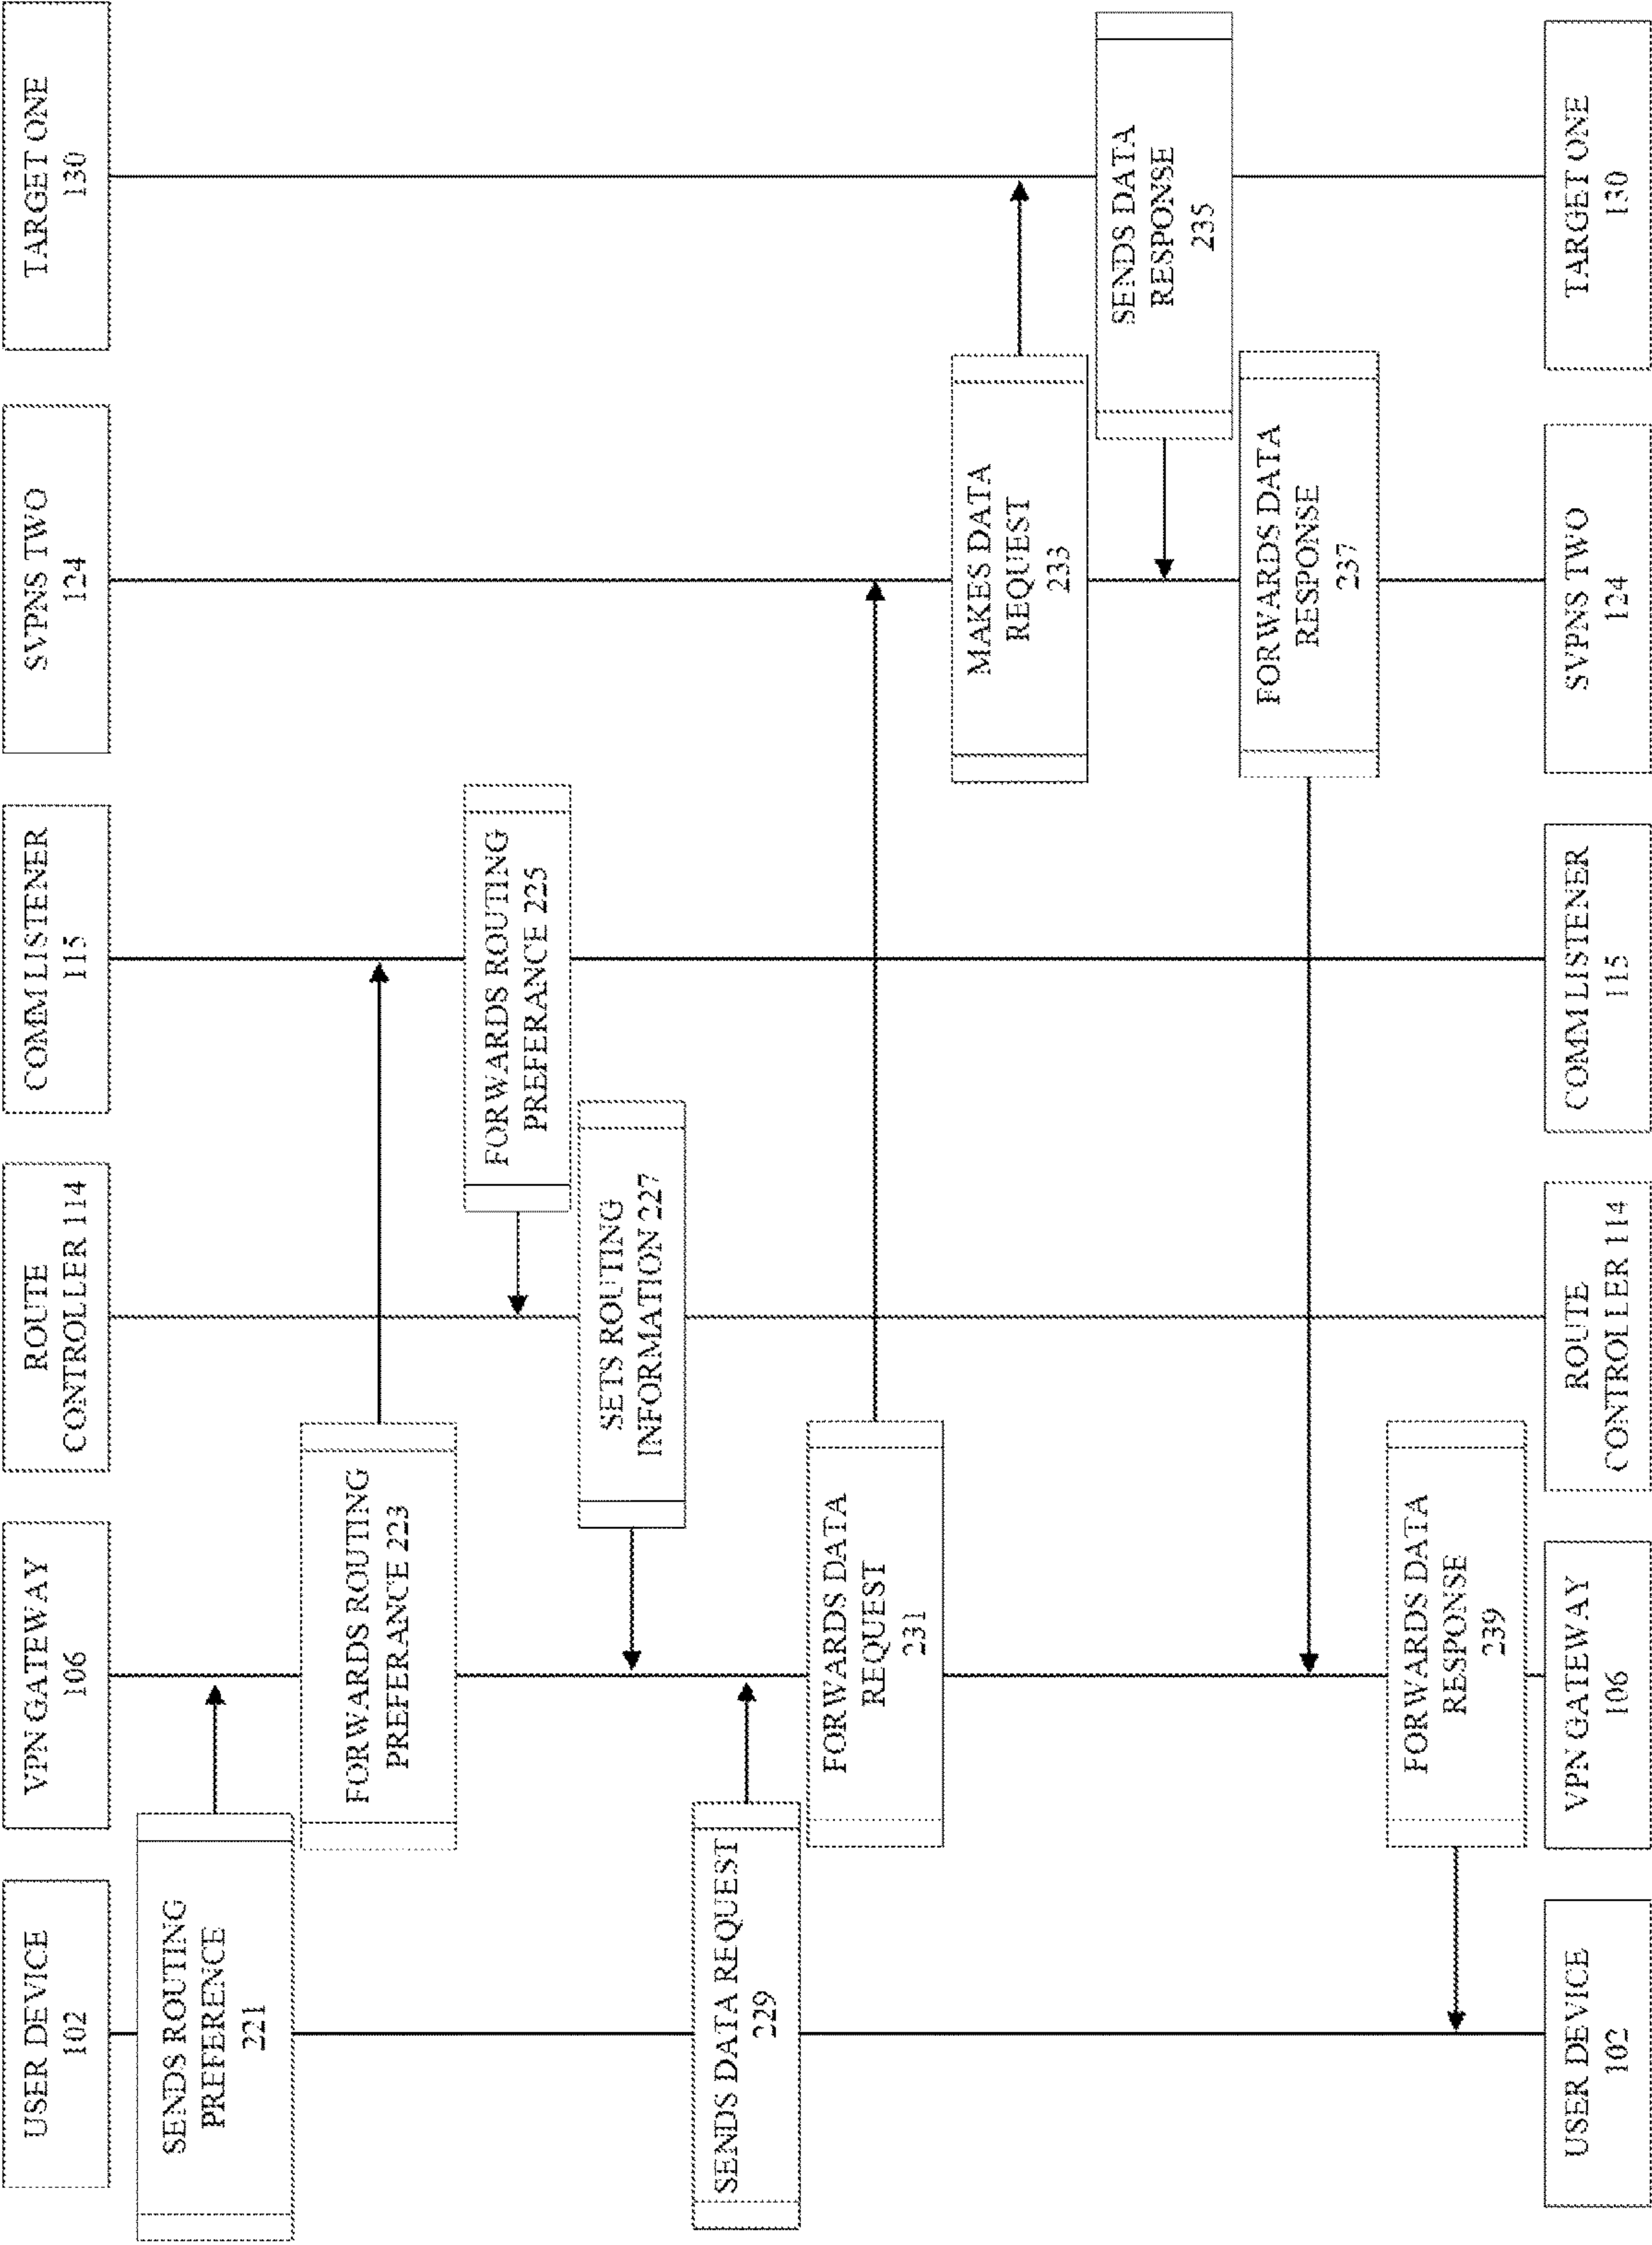 USER DEVICE
102
VPN GATEWAY
106
ROUTE
CONTROLLER 114
COMM LISTENER
115
SVPNS TWO
124
TARGET ONE
130
SENDS ROUTING
PREFERENCE
221
FORWARDS ROUTING
PREFERANCE 223
FORWARDS ROUTING
PREFERANCE 225
SETS ROUTING
INFORMATION 227
SENDS DATA REQUEST
229
FORWARDS DATA
REQUEST
231
MAKES DATA
REQUEST
233
SENDS DATA
RESPONSE
235
FORWARDS DATA
RESPONSE
237
FORWARDS DATA
RESPONSE
239
USER DEVICE
102
VPN GATEWAY
106
ROUTE
CONTROLLER 114
COMM LISTENER
115
SVPNS TWO
124
TARGET ONE
130